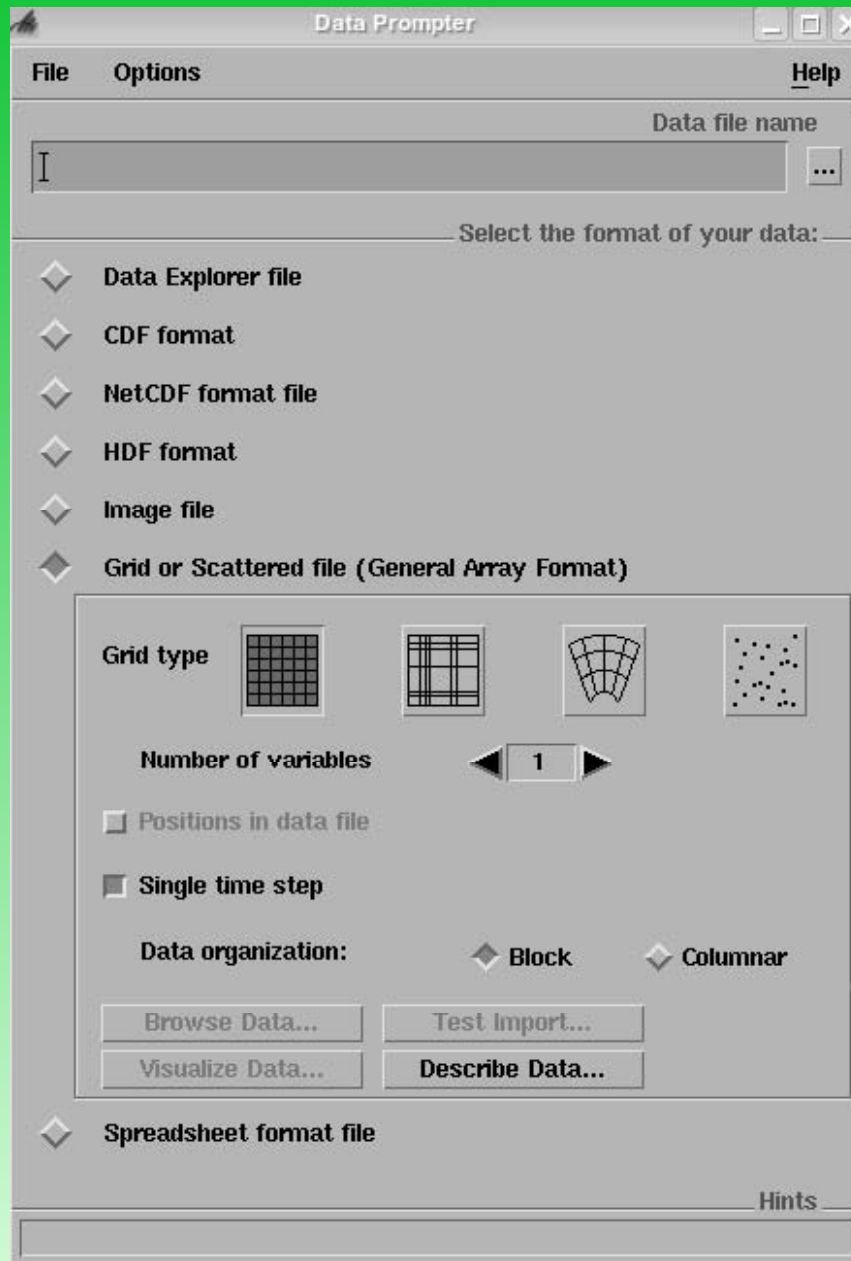 Data Prompter
File Options Help
Data file name
...
Select the format of your data:
Data Explorer file
CDF format
NetCDF format file
HDF format
Image file
Grid or Scattered file (General Array Format)
Grid type
Number of variables 1
Positions in data file
Single time step
Data organization: Block Columnar
Browse Data... Test Import...
Visualize Data... Describe Data...
Spreadsheet format file
Hints